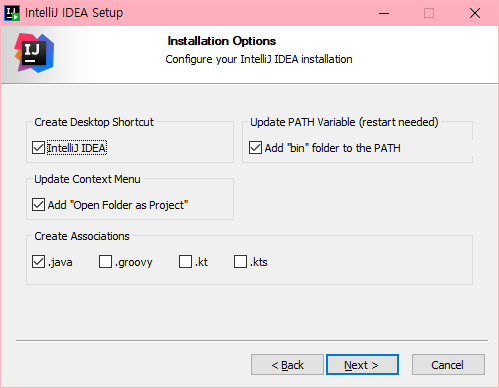 IntelliJ IDEA Setup
IJ
Installation Options
Configure your IntelliJ IDEA installation
Create Desktop Shortcut
IntelliJ IDEA
Update PATH Variable (restart needed)
Add "bin" folder to the PATH
Update Context Menu
Add "Open Folder as Project"
Create Associations
.java .groovy .kt .kts
< Back Next > Cancel